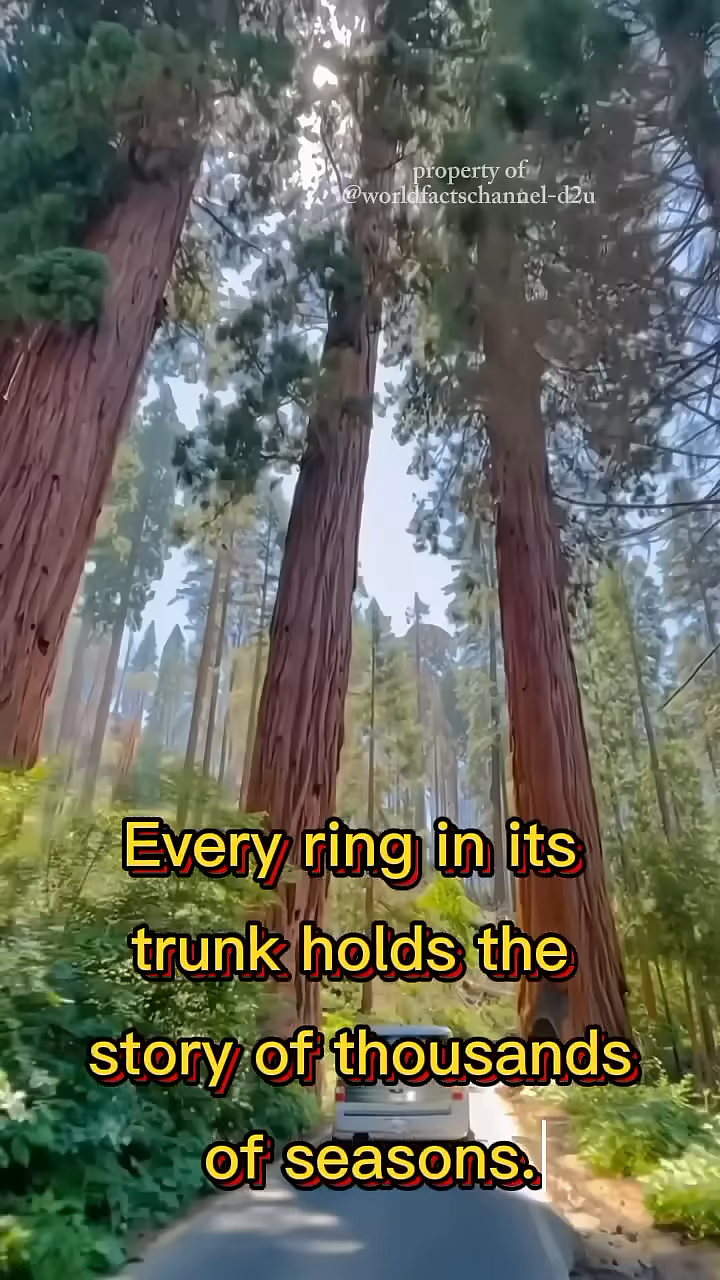 property of
@worldfactschannel-d2u
Every ring in its
trunk holds the
story of thousands
of seasons.